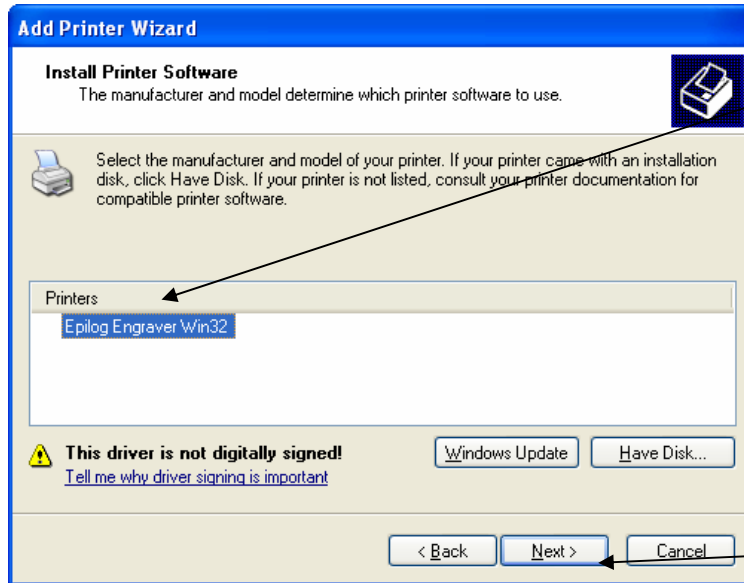 Add Printer Wizard
Install Printer Software
The manufacturer and model determine which printer software to use.
Select the manufacturer and model of your printer. If your printer came with an installation
disk, click Have Disk. If your printer is not listed, consult your printer documentation for
compatible printer software.
Printers
Epilog Engraver Win32
This driver is not digitally signed!
Windows Update
Have Disk...
Tell me why driver signing is important
< Back
Next >
Cancel